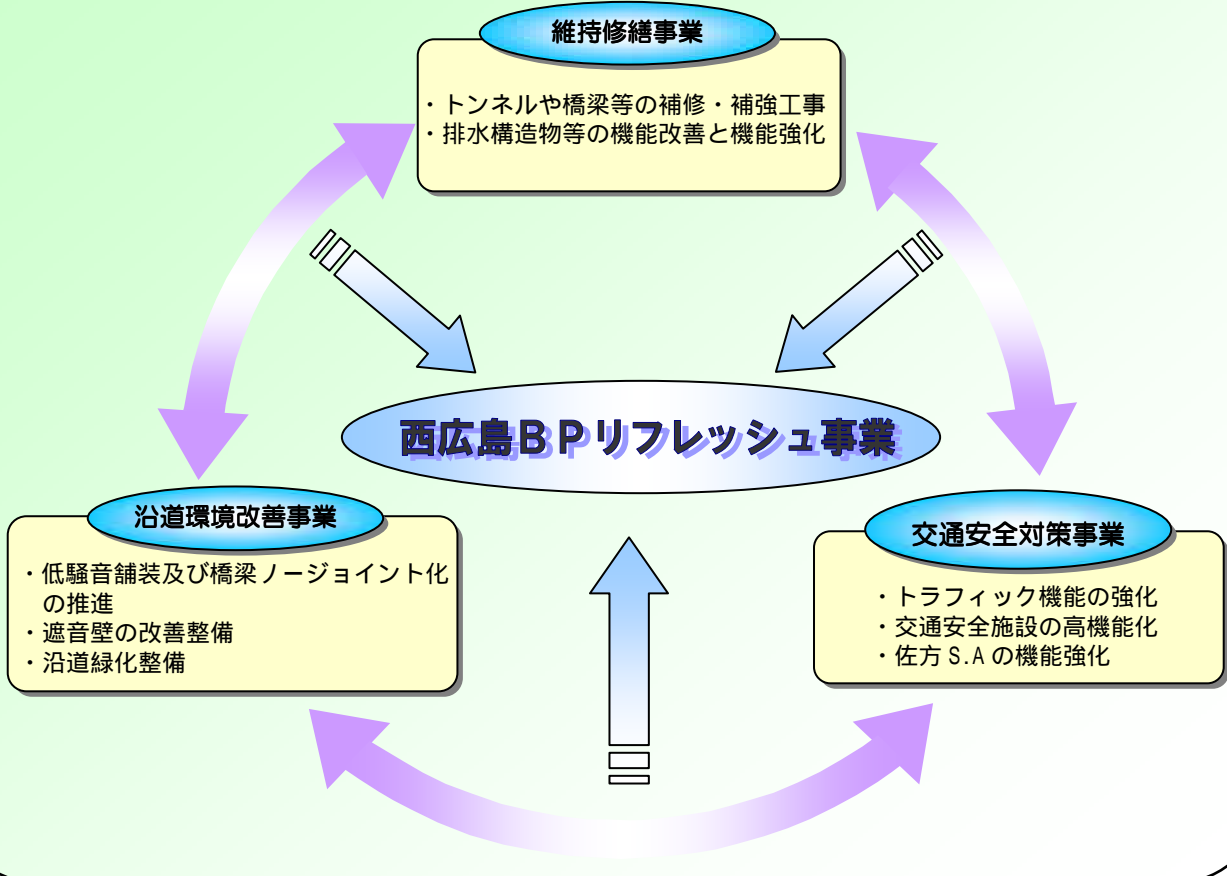 維持修繕事業
・トンネルや橋梁等の補修・補強工事
・排水構造物等の機能改善と機能強化
西広島BPリフレッシュ事業
沿道環境改善事業
・低騒音舗装及び橋梁ノージョイント化
の推進
・遮音壁の改善整備
・沿道緑化整備
交通安全対策事業
・トラフィック機能の強化
・交通安全施設の高機能化
・佐方S.Aの機能強化